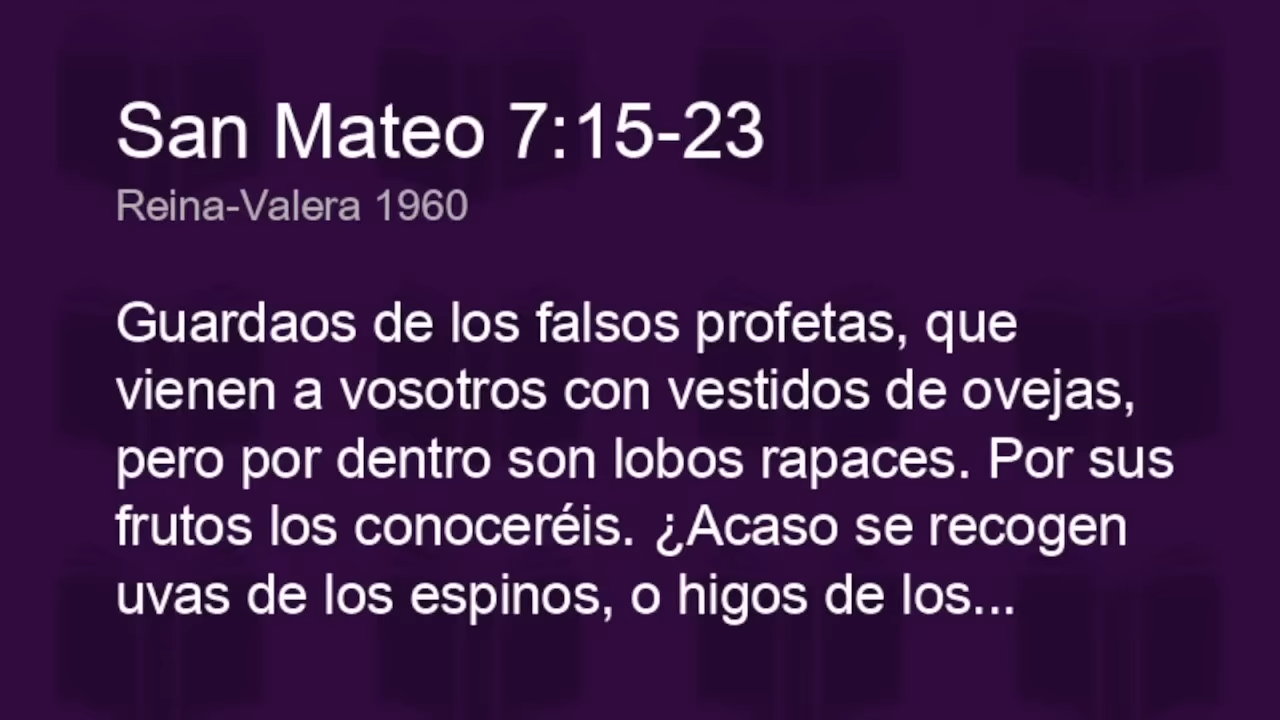 San Mateo 7:15-23
Reina-Valera 1960
Guardaos de los falsos profetas, que
vienen a vosotros con vestidos de ovejas,
pero por dentro son lobos rapaces. Por sus
frutos los conoceréis. ¿Acaso se recogen
uvas de los espinos, o higos de los...